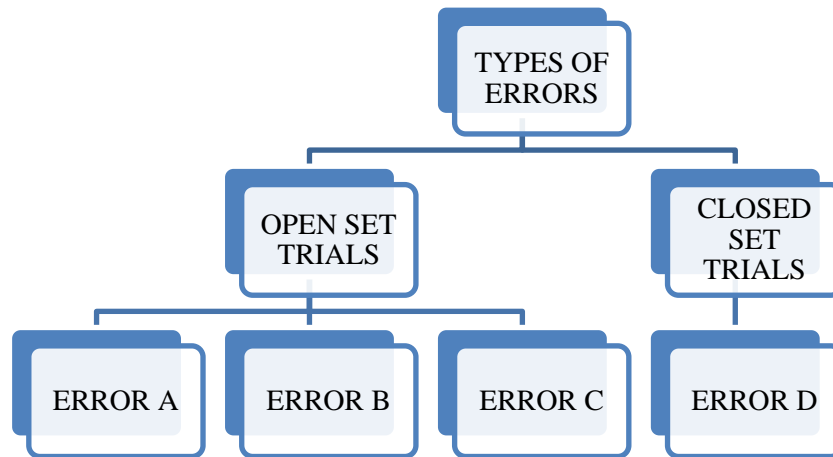 TYPES OF
ERRORS
OPEN SET
TRIALS
CLOSED
SET
TRIALS
ERROR A
ERROR B
ERROR C
ERROR D